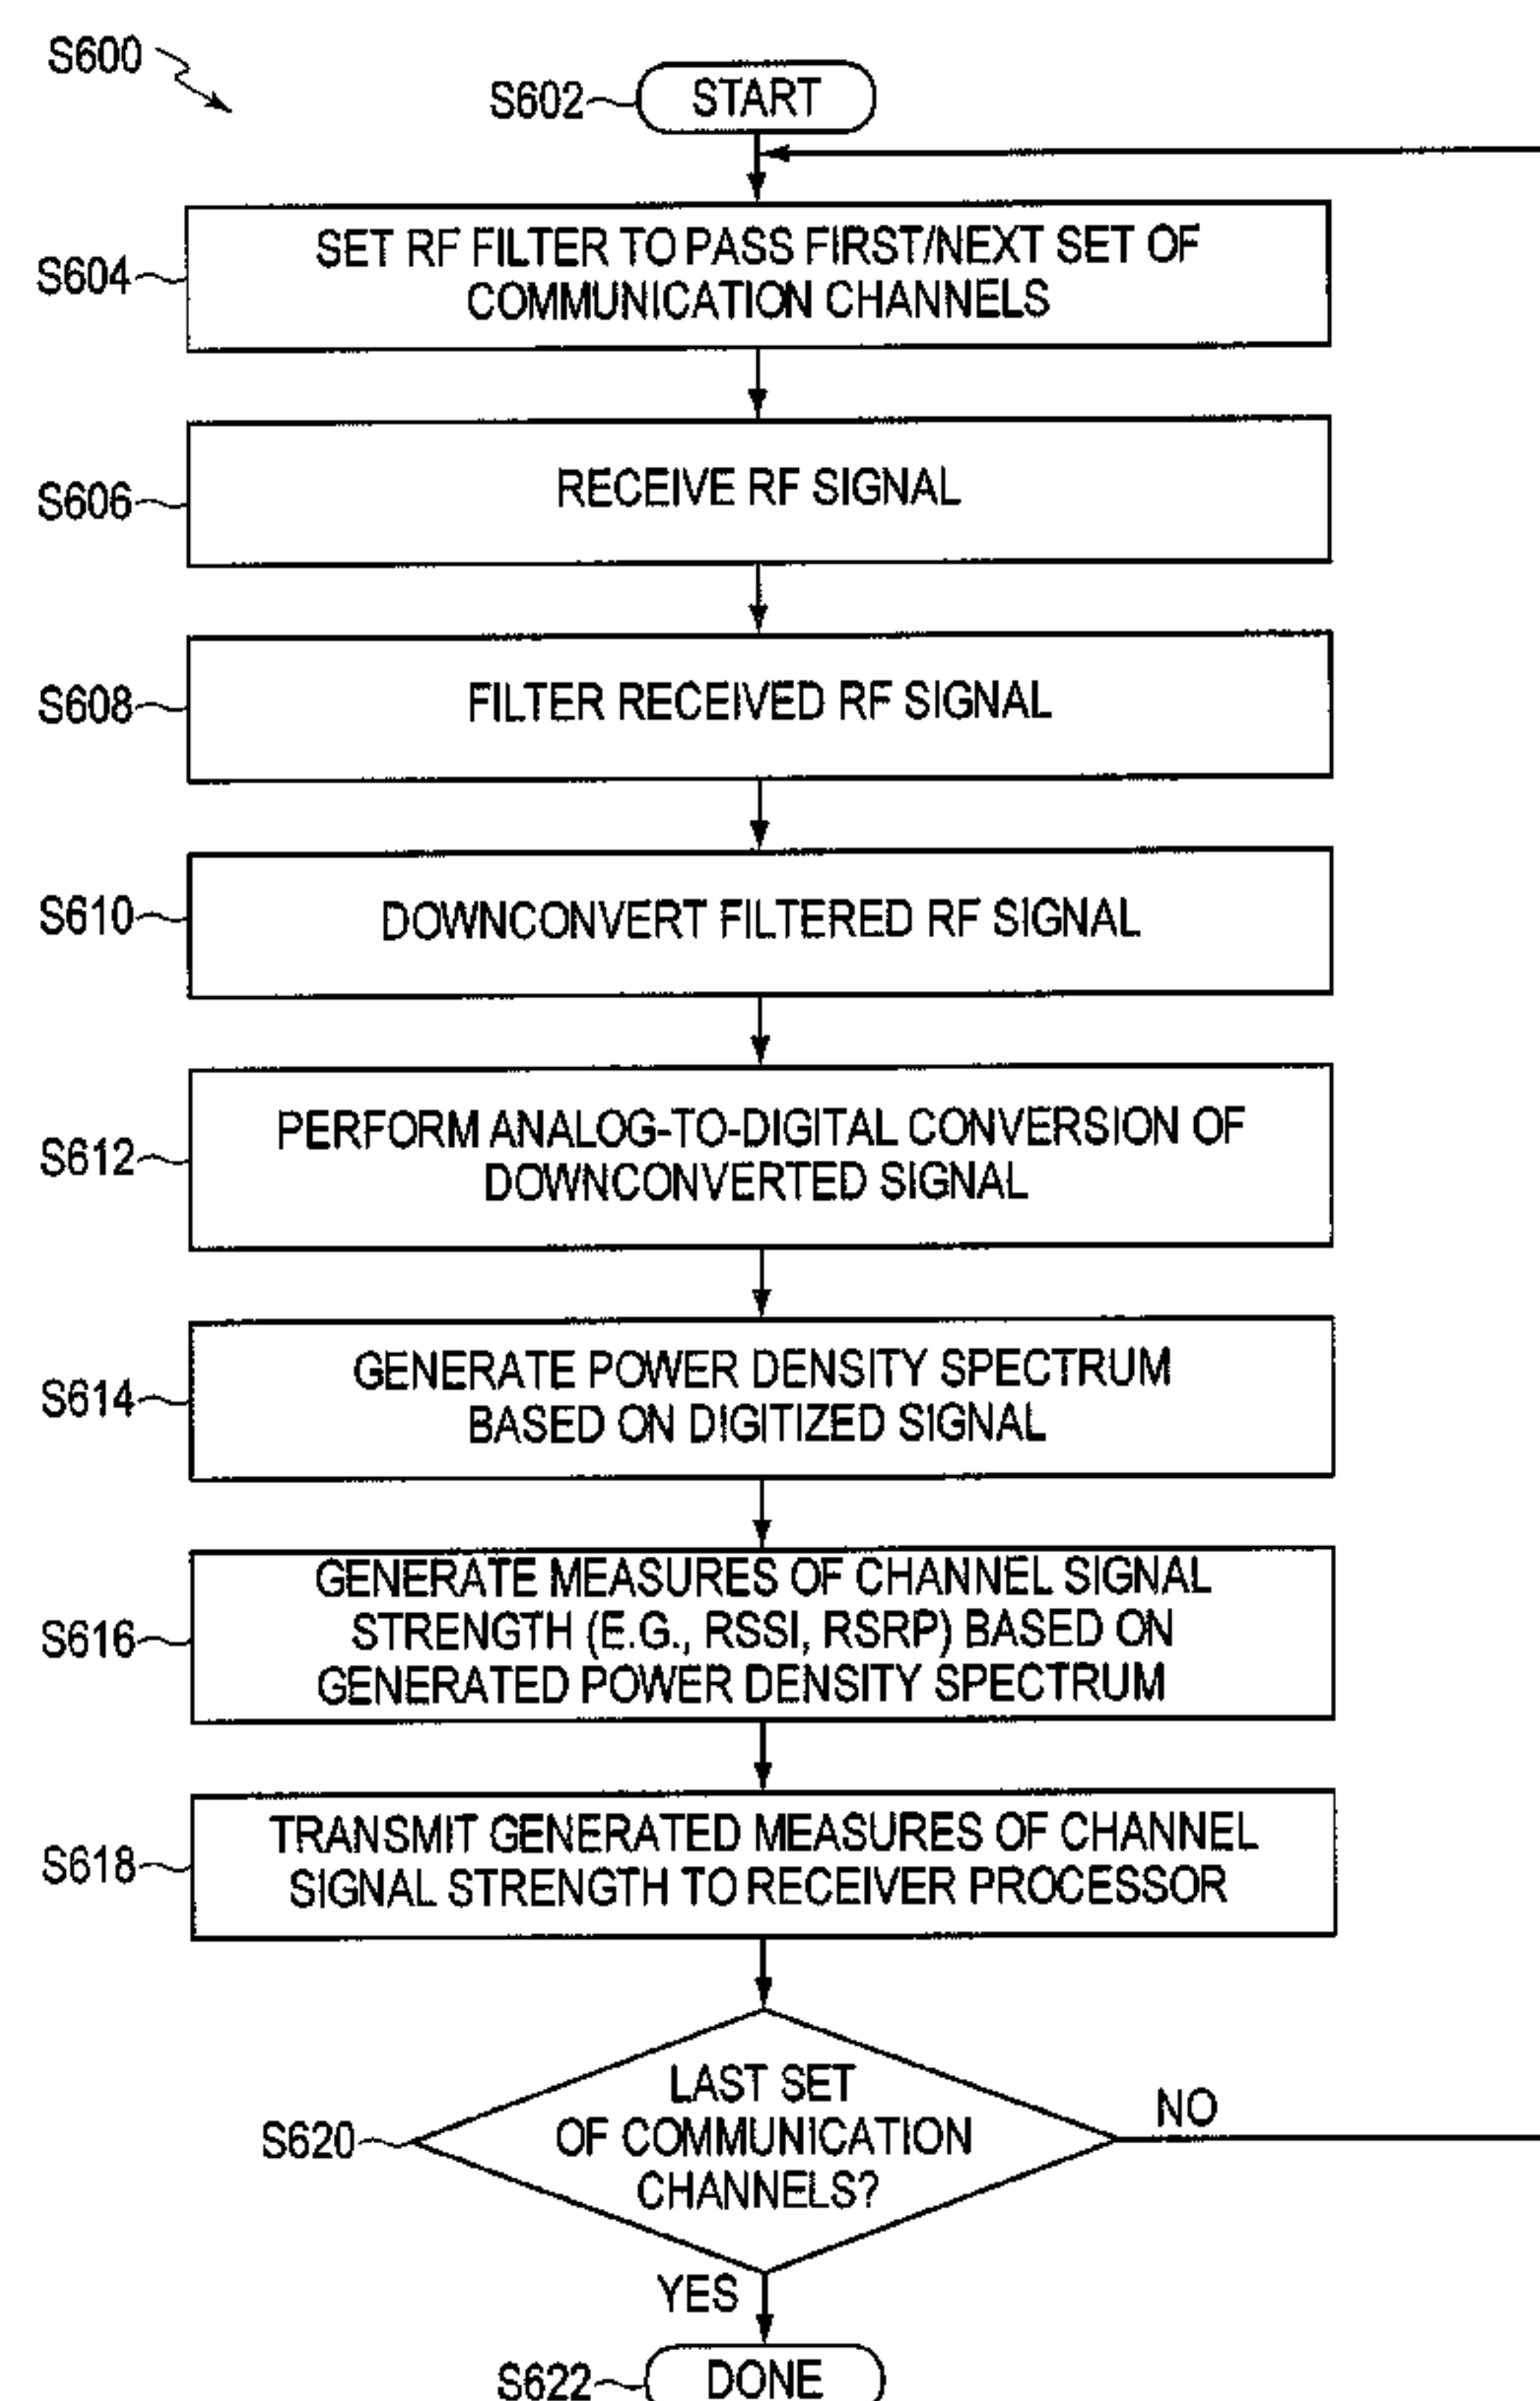 S600
S602
START
S604
SET RF FILTER TO PASS FIRST/NEXT SET OF
COMMUNICATION CHANNELS
S606
RECEIVE RF SIGNAL
S608
FILTER RECEIVED RF SIGNAL
S610
DOWNCONVERT FILTERED RF SIGNAL
S612
PERFORM ANALOG-TO-DIGITAL CONVERSION OF
DOWNCONVERTED SIGNAL
S614
GENERATE POWER DENSITY SPECTRUM
BASED ON DIGITIZED SIGNAL
S616
GENERATE MEASURES OF CHANNEL SIGNAL
STRENGTH (E.G., RSSI, RSRP) BASED ON
GENERATED POWER DENSITY SPECTRUM
S618
TRANSMIT GENERATED MEASURES OF CHANNEL
SIGNAL STRENGTH TO RECEIVER PROCESSOR
S620
LAST SET
OF COMMUNICATION
CHANNELS?
NO
YES
S622
DONE